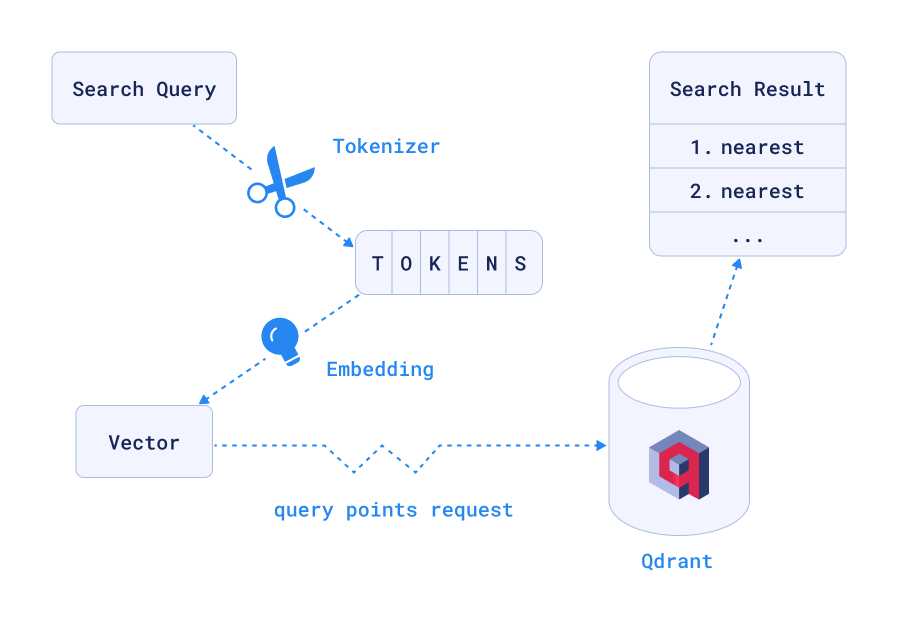 Search Query
Tokenizer
T O K E N S
Embedding
Vector
query points request
Qdrant
Search Result
1. nearest
2. nearest
...